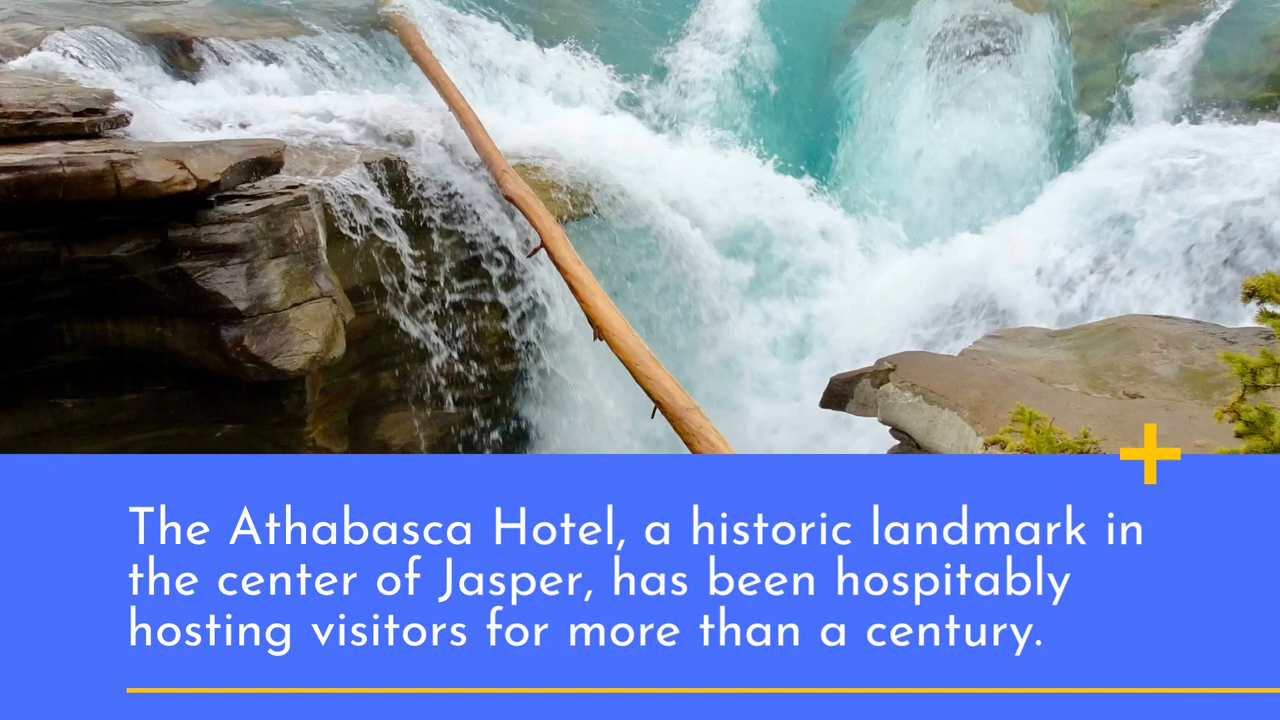 The Athabasca Hotel, a historic landmark in
the center of Jasper, has been hospitably
hosting visitors for more than a century.